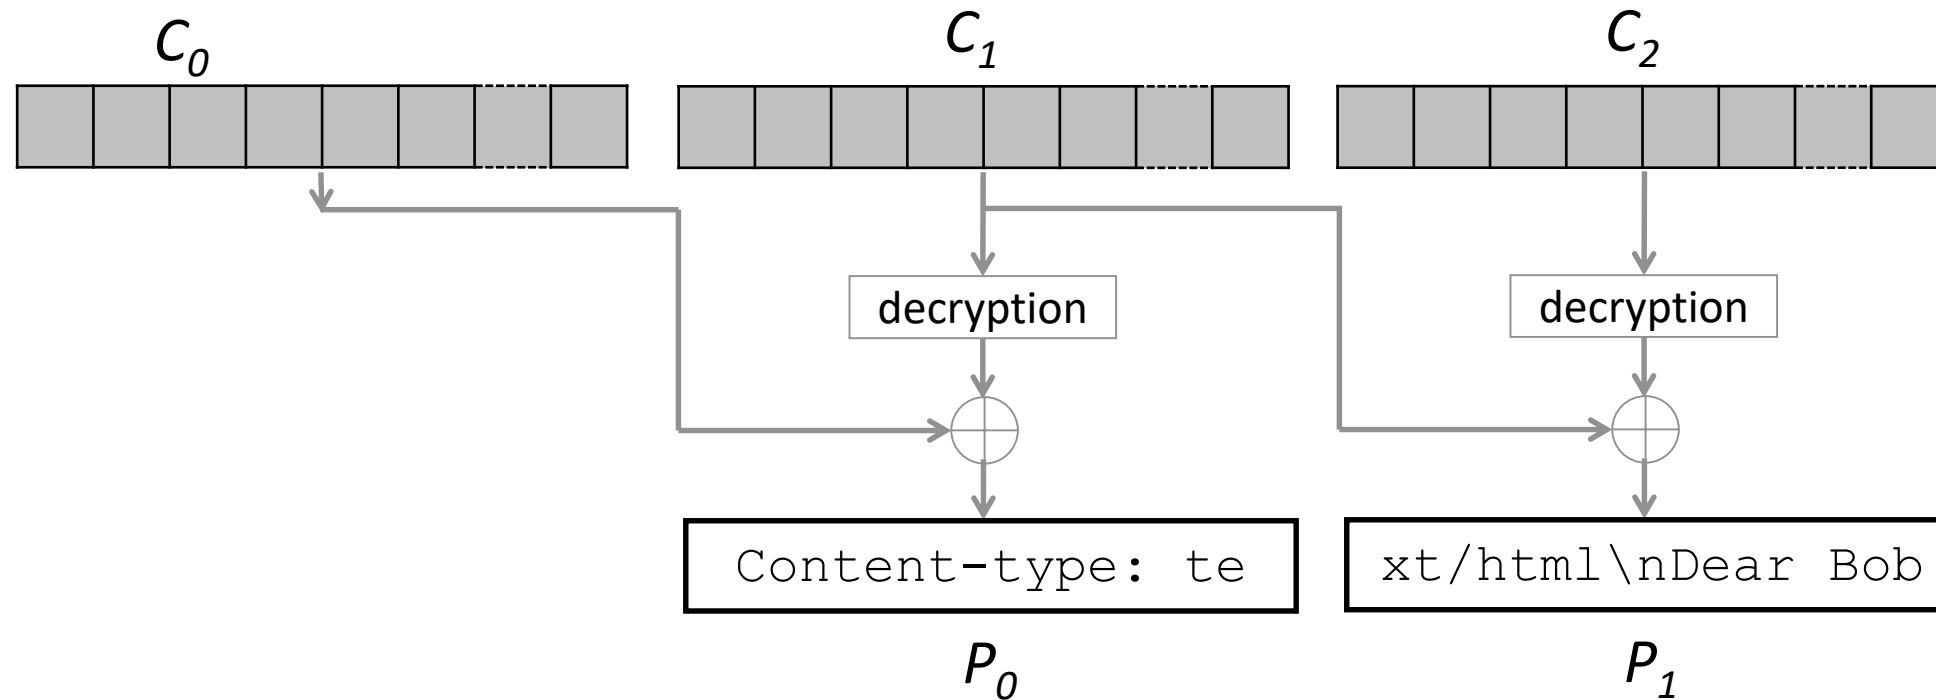 C0
C1
C2
decryption
decryption
Content-type: te
xt/html\nDear Bob
P0
P1